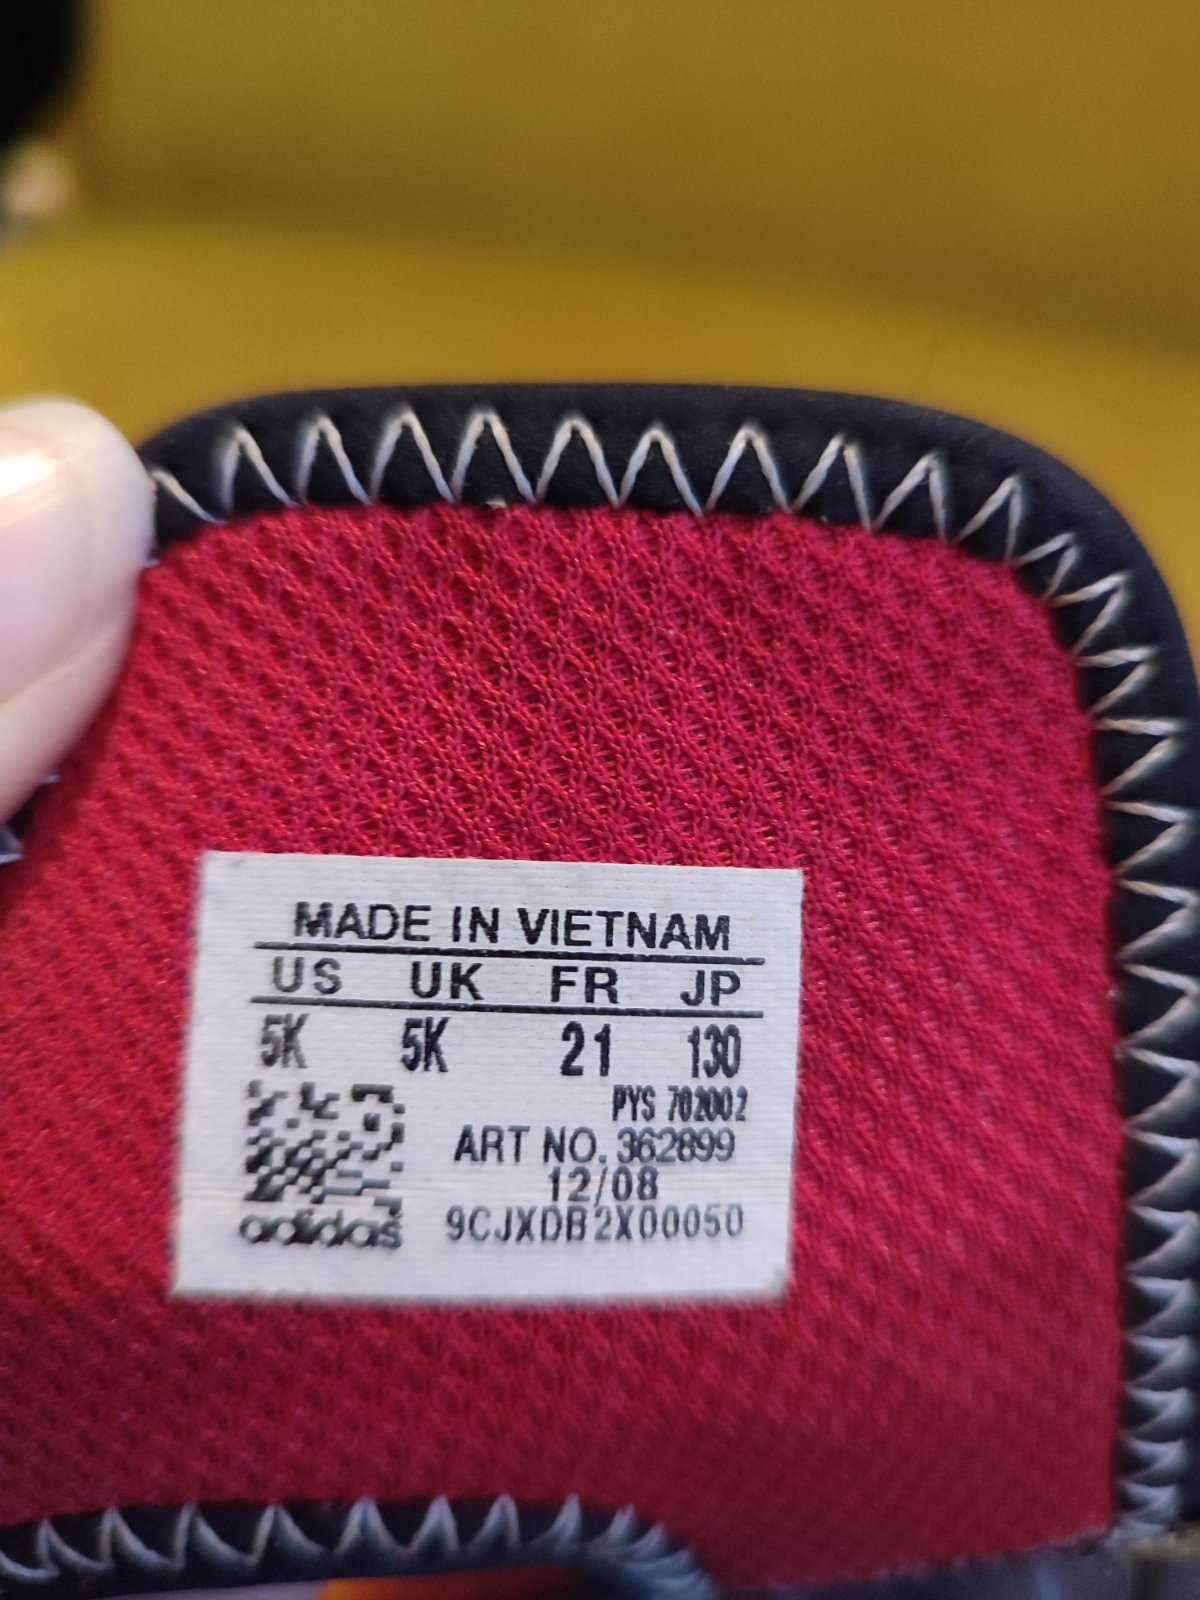 MADE IN VIETNAM
US UK FR JP
5K 5K 21 130
PYS 702002
ART NO. 362899
12/08
adidas 9CJXDB2X00050